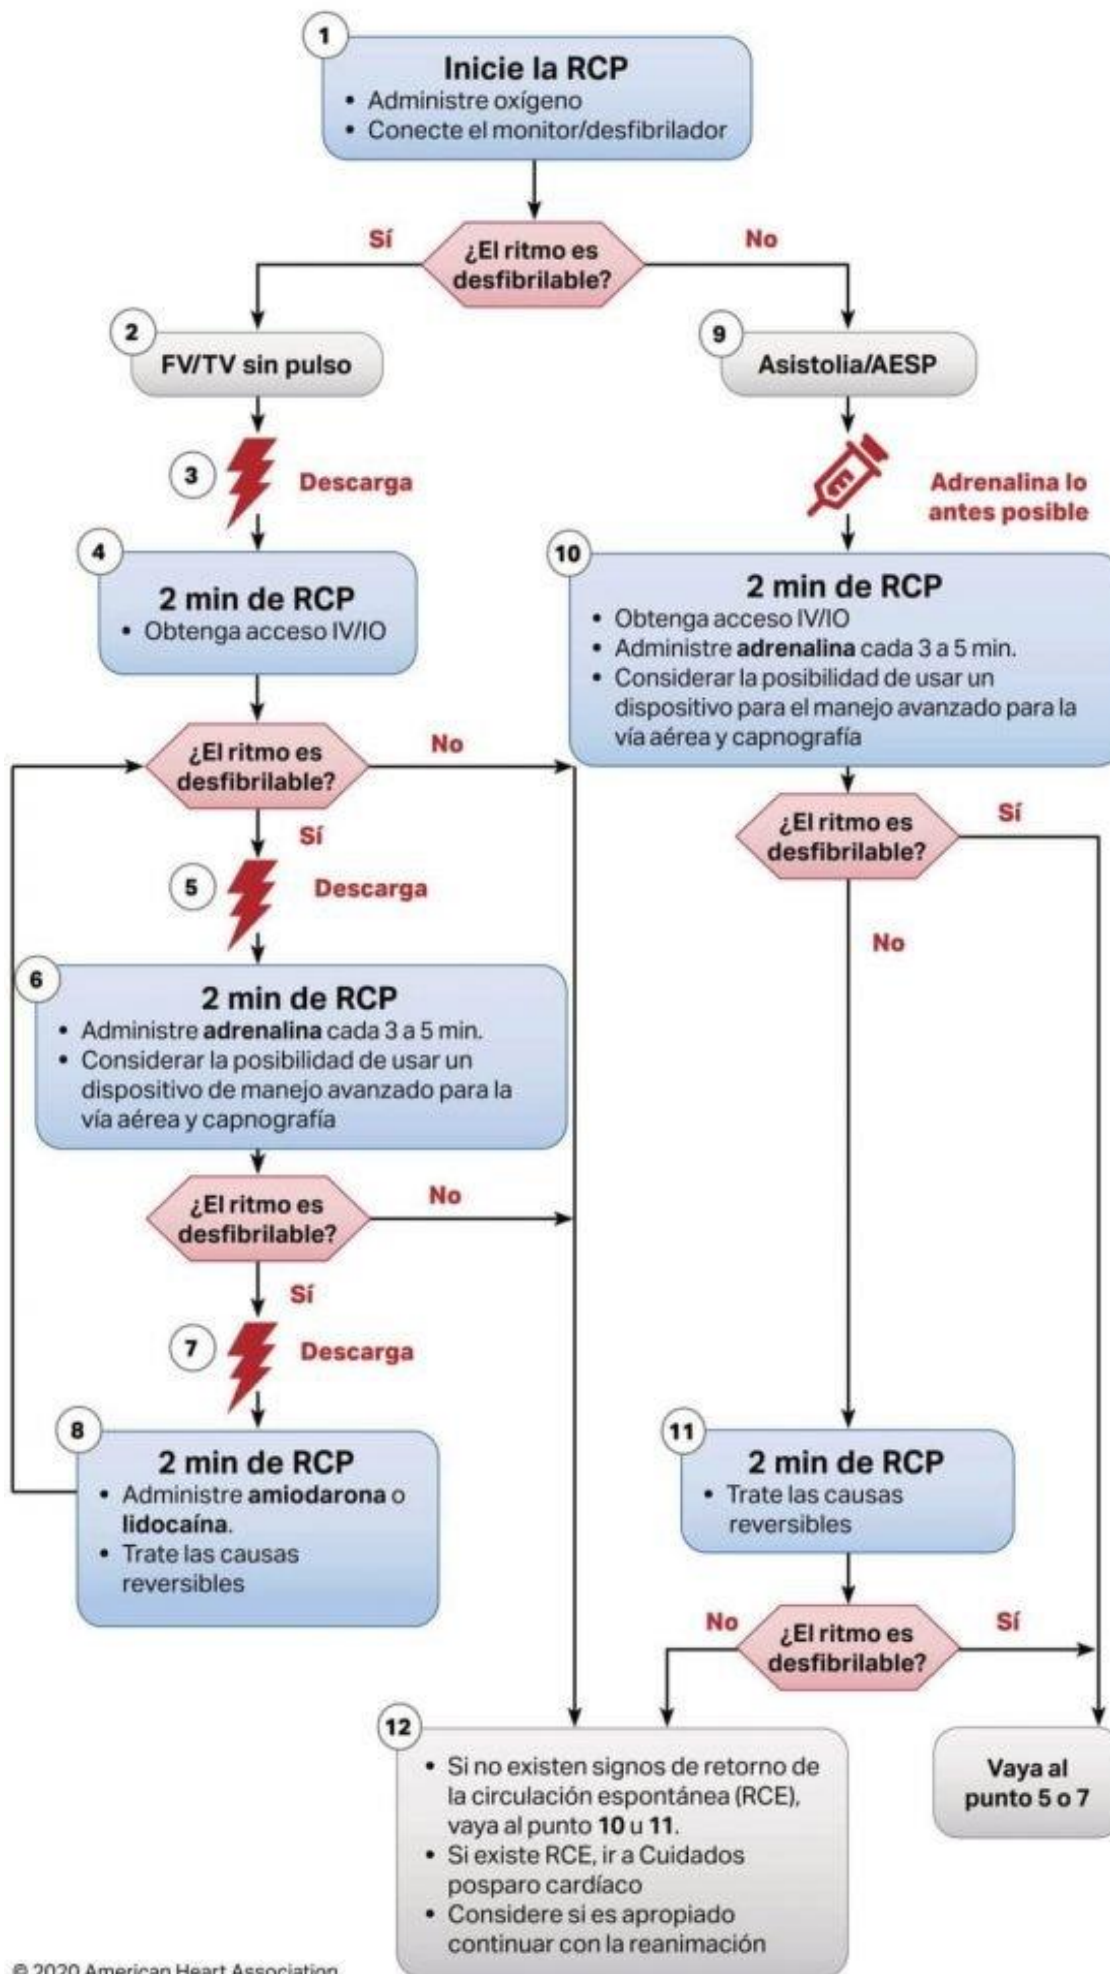 1
Inicie la RCP
• Administre oxígeno
• Conecte el monitor/desfibrilador
¿El ritmo es
desfibrilable?
Sí
No
2
FV/TV sin pulso
9
Asistolia/AESP
3
Descarga
Adrenalina lo
antes posible
4
2 min de RCP
• Obtenga acceso IV/IO
10
2 min de RCP
• Obtenga acceso IV/IO
• Administre adrenalina cada 3 a 5 min.
• Considerar la posibilidad de usar un
dispositivo para el manejo avanzado para la
vía aérea y capnografía
¿El ritmo es
desfibrilable?
No
Sí
¿El ritmo es
desfibrilable?
Sí
No
5
Descarga
6
2 min de RCP
• Administre adrenalina cada 3 a 5 min.
• Considerar la posibilidad de usar un
dispositivo de manejo avanzado para la
vía aérea y capnografía
¿El ritmo es
desfibrilable?
No
Sí
7
Descarga
8
2 min de RCP
• Administre amiodarona o
lidocaína.
• Trate las causas
reversibles
11
2 min de RCP
• Trate las causas
reversibles
¿El ritmo es
desfibrilable?
No
Sí
12
• Si no existen signos de retorno de
la circulación espontánea (RCE),
vaya al punto 10 u 11.
• Si existe RCE, ir a Cuidados
posparo cardíaco
• Considere si es apropiado
continuar con la reanimación
Vaya al
punto 5 o 7
© 2020 American Heart Association